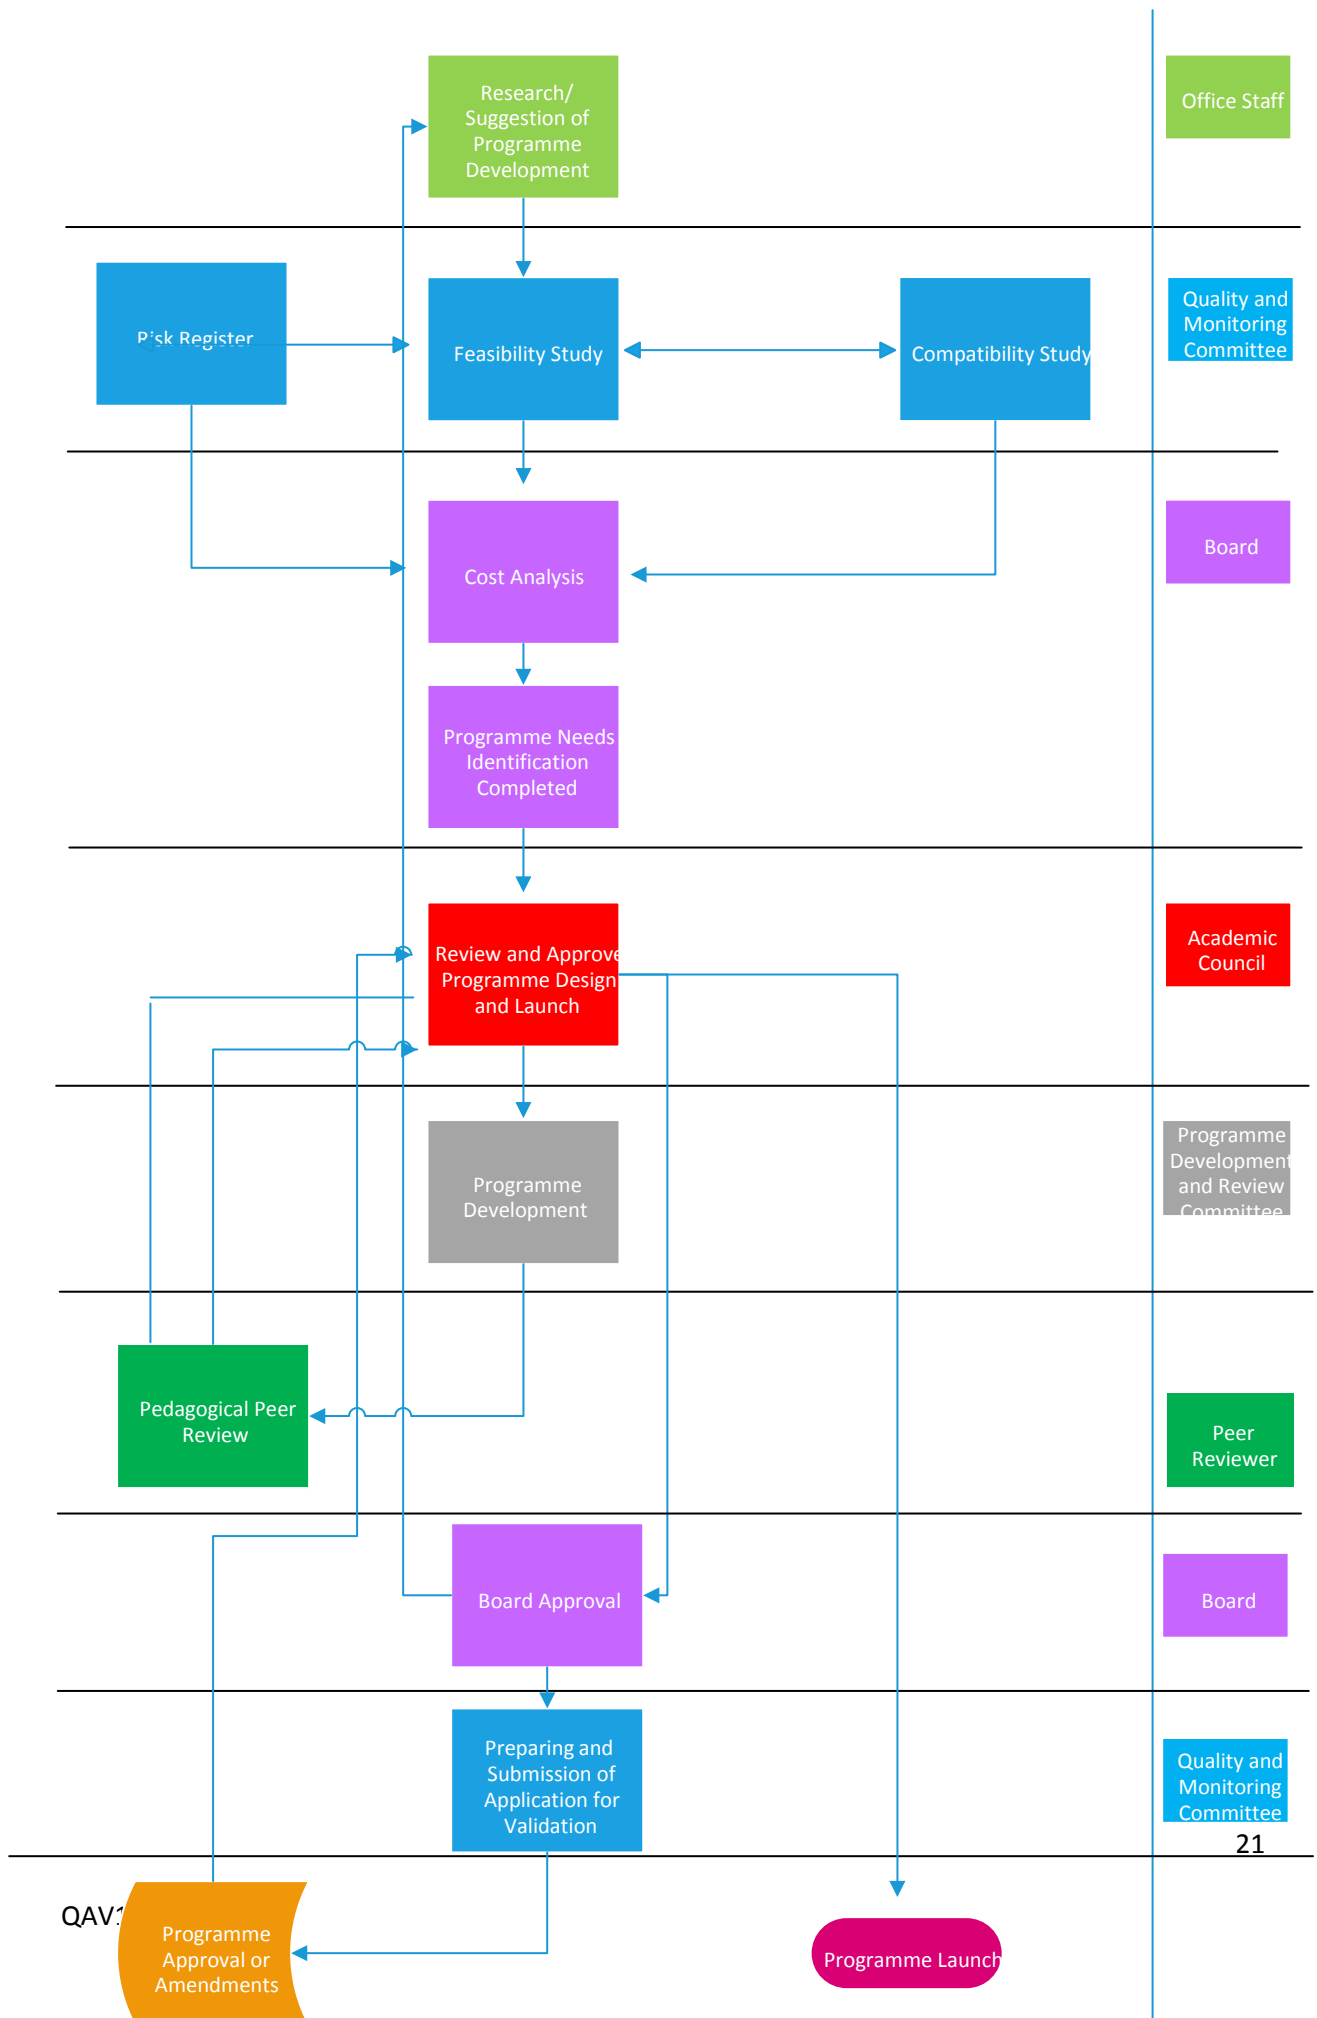 Research/
Suggestion of
Programme
Development
Office Staff
Risk Register
Feasibility Study
Compatibility Study
Quality and
Monitoring
Committee
Cost Analysis
Board
Programme Needs
Identification
Completed
Review and Approve
Programme Design
and Launch
Academic
Council
Programme
Development
Programme
Development
and Review
Committee
Pedagogical Peer
Review
Peer
Reviewer
Board Approval
Board
Preparing and
Submission of
Application for
Validation
Quality and
Monitoring
Committee
21
QAV1
Programme
Approval or
Amendments
Programme Launch